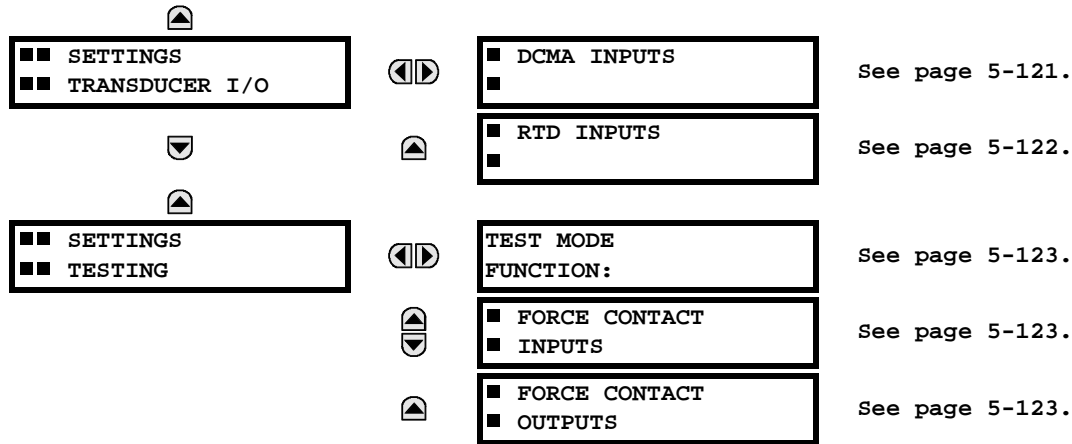 SETTINGS
TRANSDUCER I/O
DCMA INPUTS
See page 5-121.
RTD INPUTS
See page 5-122.
SETTINGS
TESTING
TEST MODE
FUNCTION:
See page 5-123.
FORCE CONTACT
INPUTS
See page 5-123.
FORCE CONTACT
OUTPUTS
See page 5-123.